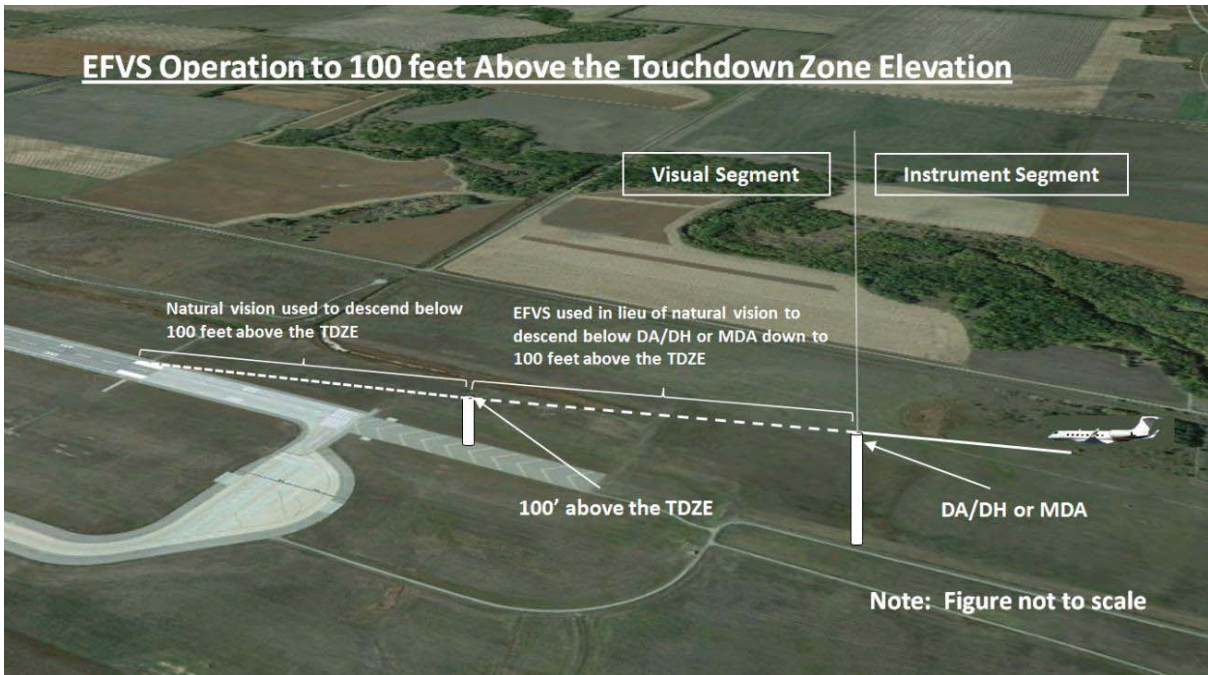 EFVS Operation to 100 feet Above the Touchdown Zone Elevation
Visual Segment
Instrument Segment
Natural vision used to descend below
100 feet above the TDZE
EFVS used in lieu of natural vision to
descend below DA/DH or MDA down to
100 feet above the TDZE
100’ above the TDZE
DA/DH or MDA
Note:  Figure not to scale